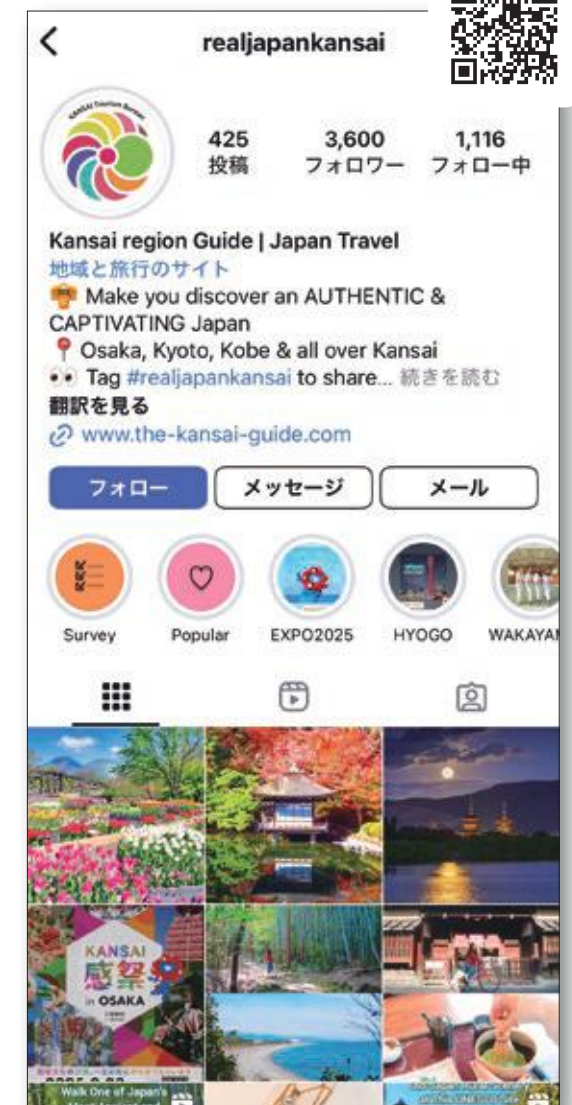 realjapankansai
KANSAI Tourism Bureau
425
3,600
1,116
投稿
フォロワー
フォロー中
Kansai region Guide | Japan Travel
地域と旅行のサイト
Make you discover an AUTHENTIC &
CAPTIVATING Japan
Osaka, Kyoto, Kobe & all over Kansai
Tag #realjapankansai to share... 続きを読む
翻訳を見る
www.the-kansai-guide.com
フォロー
メッセージ
メール
Survey
Popular
EXPO2025
HYOGO
WAKAYA
KANSAI
感祭
in OSAKA
Walk One of Japan's